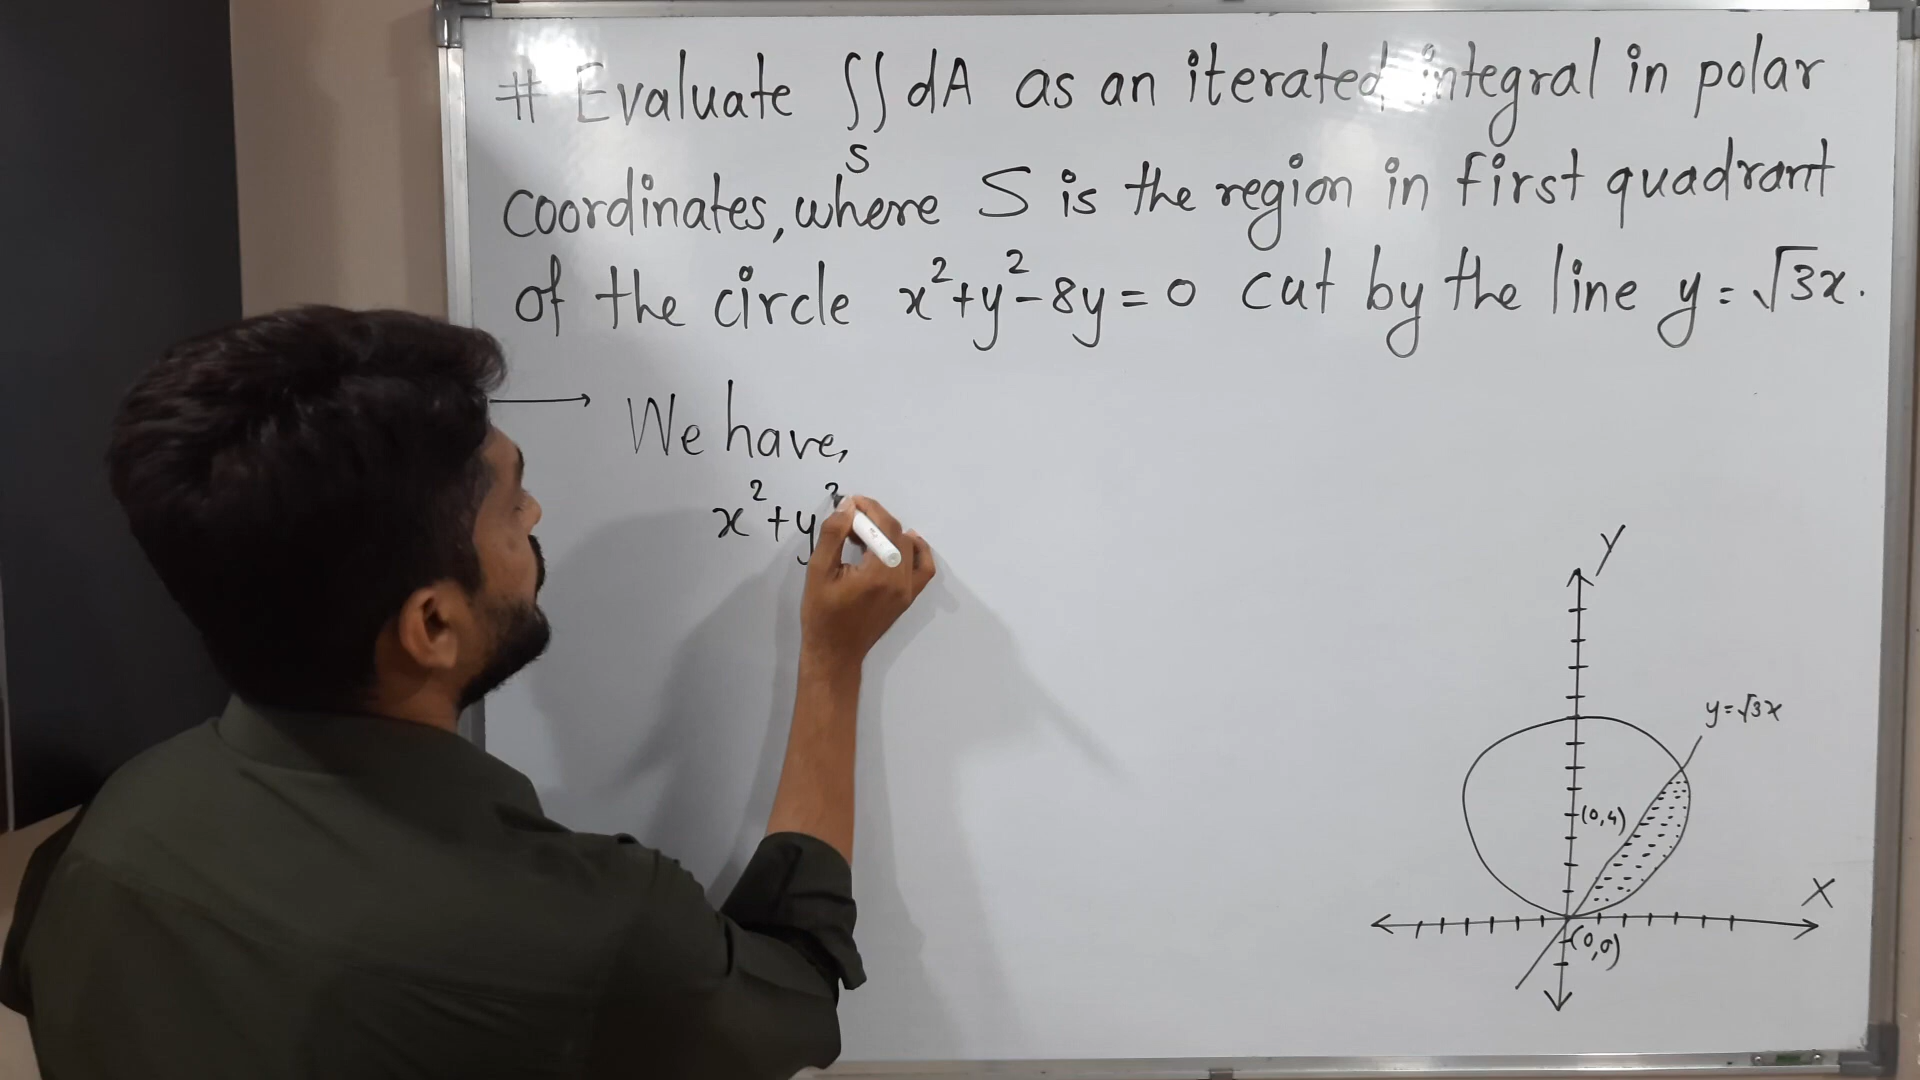 # Evaluate ∬ dA as an iterated integral in polar
S
coordinates, where S is the region in first quadrant
of the circle x²+y²-8y=0 cut by the line y=√3x.
→ We have,
x²+y²
Y
y=√3x
(0,4)
X
(0,0)